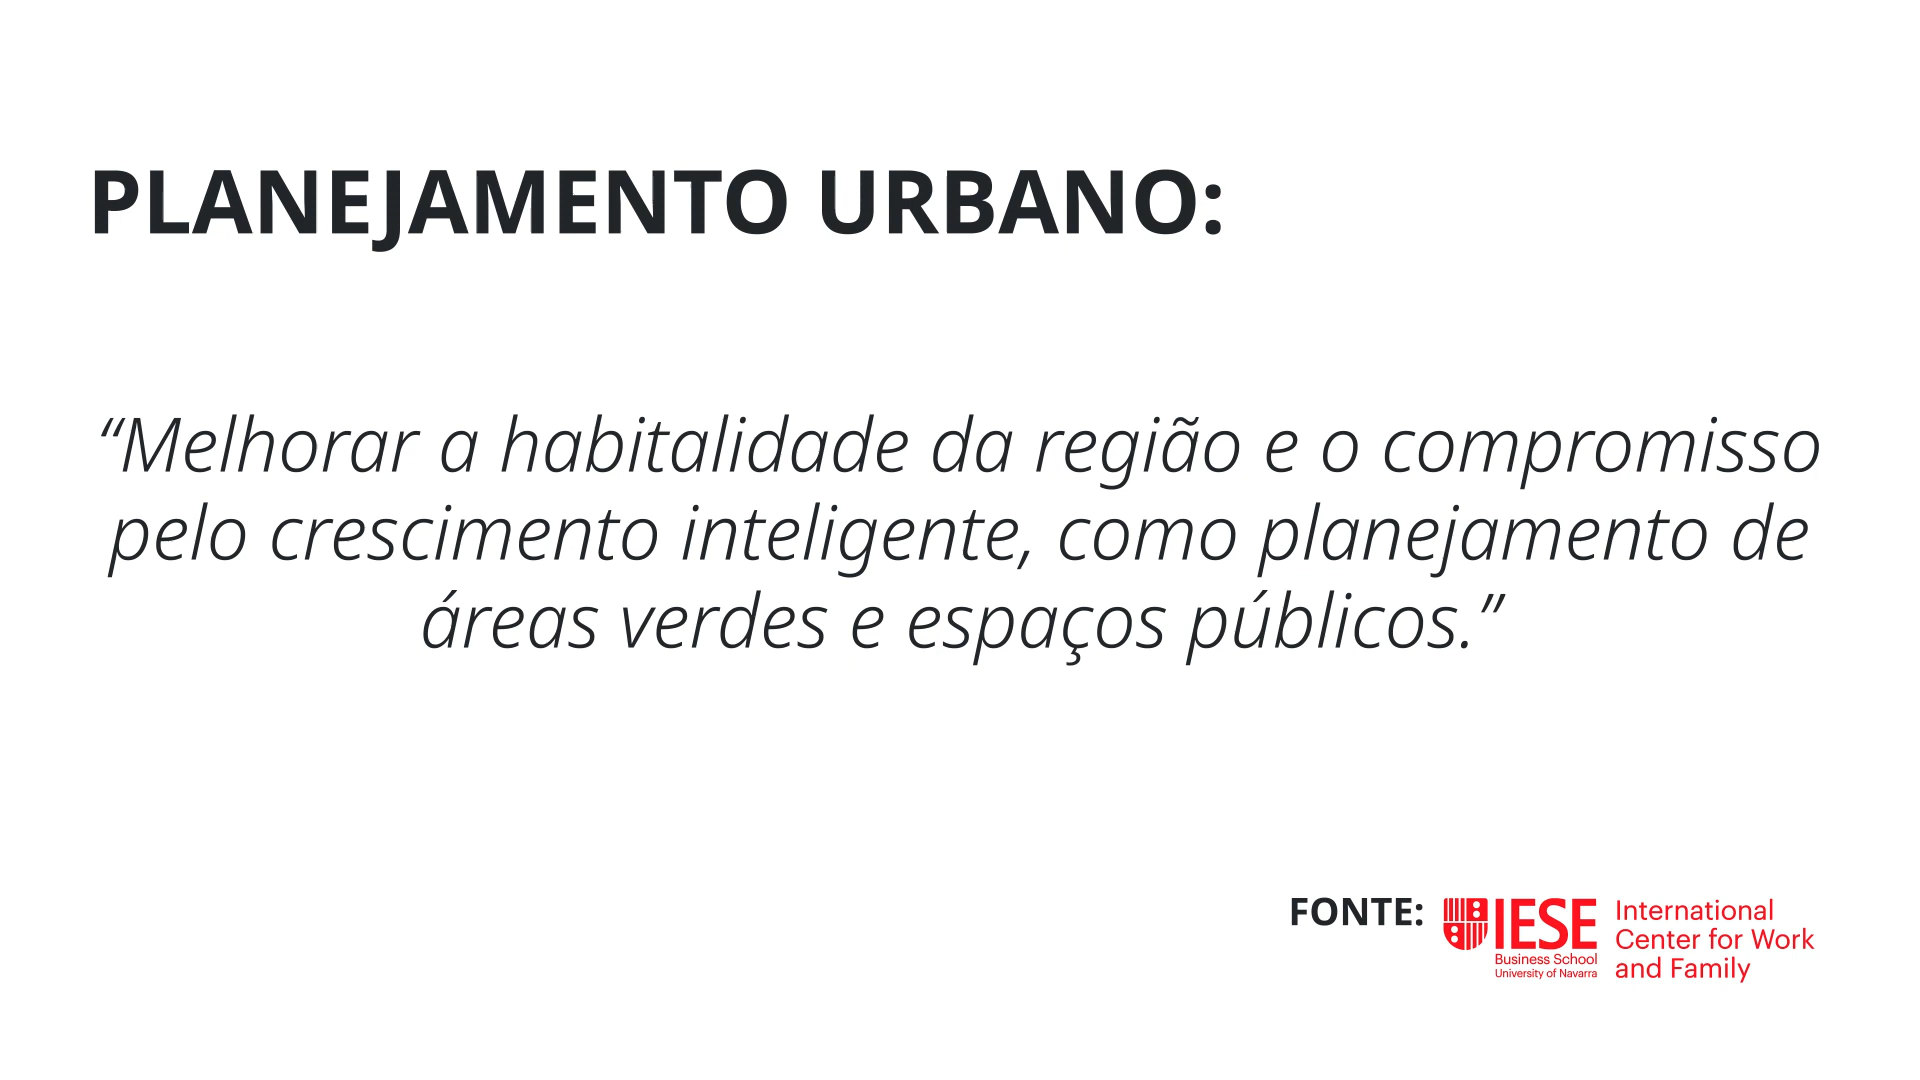 PLANEJAMENTO URBANO:
“Melhorar a habitalidade da região e o compromisso
pelo crescimento inteligente, como planejamento de
áreas verdes e espaços públicos.”
FONTE:
IESE
Business School
University of Navarra
International
Center for Work
and Family